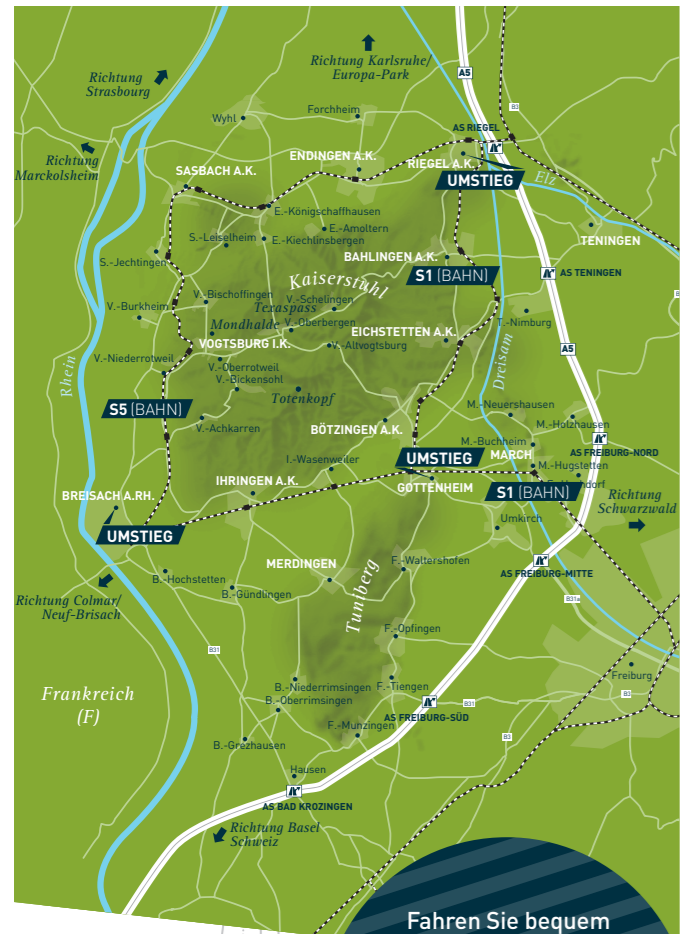 Richtung Karlsruhe/
Europa-Park
Richtung
Strasbourg
A5
B3
Wyhl
Forchheim
AS RIEGEL
Richtung
Marckolsheim
ENDINGEN A.K.
RIEGEL A.K.
SASBACH A.K.
UMSTIEG
Elz
E.-Königschaffhausen
E.-Amoltern
TENINGEN
S.-Leiselheim
E.-Kiechlinsbergen
S.-Jechtingen
BAHLINGEN A.K.
Kaiserstuhl
S1 (BAHN)
AS TENINGEN
V.-Bischoffingen
V.-Schelingen
Texaspass
V.-Burkheim
T.-Nimburg
Mondhalde
V.-Oberbergen
EICHSTETTEN A.K.
VOGTSBURG I.K.
V.-Altvogtsburg
A5
Rhein
Dreisam
V.-Niederrotweil
V.-Oberrotweil
V.-Bickensohl
Totenkopf
S5 (BAHN)
V.-Achkarren
M.-Neuershausen
M.-Holzhausen
BÖTZINGEN A.K.
M.-Buchheim
AS FREIBURG-NORD
UMSTIEG
MARCH
I.-Wasenweiler
M.-Hugstetten
IHRINGEN A.K.
GOTTENHEIM
S1 (BAHN)
BREISACH A.RH.
Richtung
Schwarzwald
Umkirch
UMSTIEG
MERDINGEN
F.-Waltershofen
AS FREIBURG-MITTE
B.-Hochstetten
B.-Gündlingen
Richtung Colmar/
Neuf-Brisach
Tuniberg
B31a
F.-Opfingen
B31
Freiburg
Frankreich
(F)
B.-Niederrimsingen
F.-Tiengen
B3
B31
B.-Oberrimsingen
AS FREIBURG-SÜD
F.-Munzingen
B3
B.-Grezhausen
Hausen
AS BAD KROZINGEN
Richtung Basel
Schweiz
Fahren Sie bequem